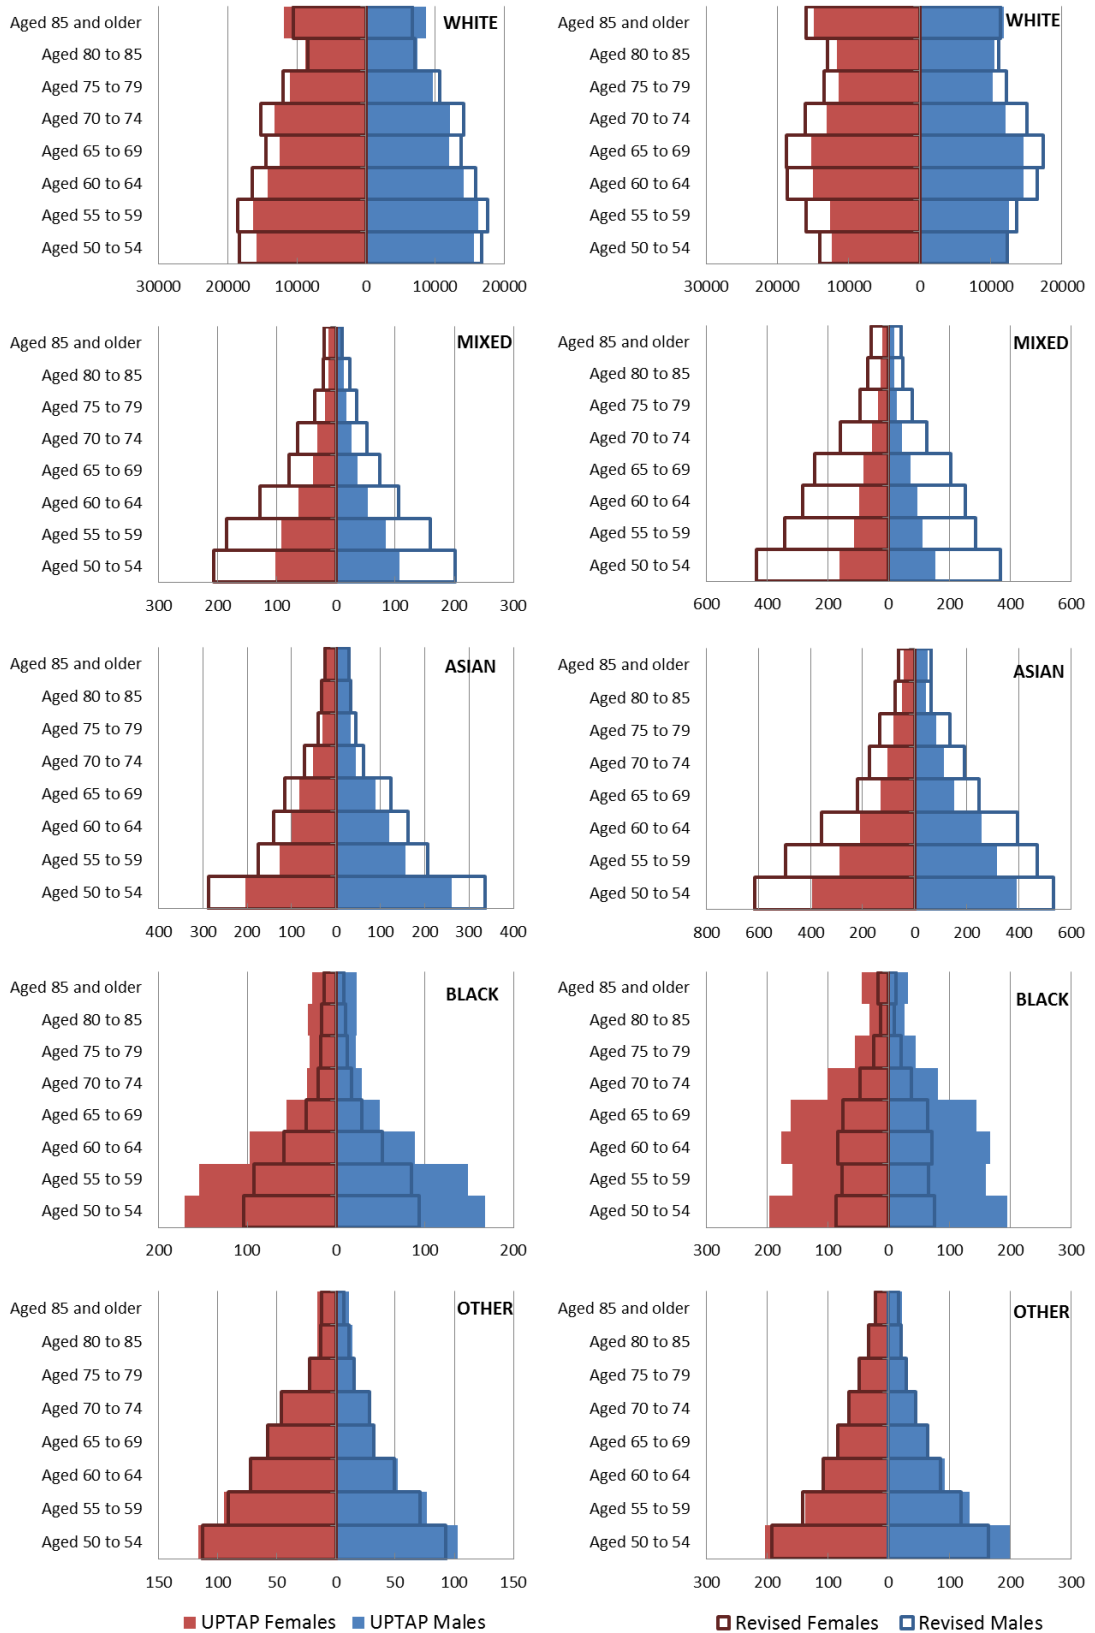 Aged 85 and older
WHITE
Aged 80 to 85
Aged 75 to 79
Aged 70 to 74
Aged 65 to 69
Aged 60 to 64
Aged 55 to 59
Aged 50 to 54
30000 20000 10000 0 10000 20000
Aged 85 and older
WHITE
Aged 80 to 85
Aged 75 to 79
Aged 70 to 74
Aged 65 to 69
Aged 60 to 64
Aged 55 to 59
Aged 50 to 54
30000 20000 10000 0 10000 20000
Aged 85 and older
MIXED
Aged 80 to 85
Aged 75 to 79
Aged 70 to 74
Aged 65 to 69
Aged 60 to 64
Aged 55 to 59
Aged 50 to 54
300 200 100 0 100 200 300
Aged 85 and older
MIXED
Aged 80 to 85
Aged 75 to 79
Aged 70 to 74
Aged 65 to 69
Aged 60 to 64
Aged 55 to 59
Aged 50 to 54
600 400 200 0 200 400 600
Aged 85 and older
ASIAN
Aged 80 to 85
Aged 75 to 79
Aged 70 to 74
Aged 65 to 69
Aged 60 to 64
Aged 55 to 59
Aged 50 to 54
400 300 200 100 0 100 200 300 400
Aged 85 and older
ASIAN
Aged 80 to 85
Aged 75 to 79
Aged 70 to 74
Aged 65 to 69
Aged 60 to 64
Aged 55 to 59
Aged 50 to 54
800 600 400 200 0 200 400 600
Aged 85 and older
BLACK
Aged 80 to 85
Aged 75 to 79
Aged 70 to 74
Aged 65 to 69
Aged 60 to 64
Aged 55 to 59
Aged 50 to 54
200 100 0 100 200
Aged 85 and older
BLACK
Aged 80 to 85
Aged 75 to 79
Aged 70 to 74
Aged 65 to 69
Aged 60 to 64
Aged 55 to 59
Aged 50 to 54
300 200 100 0 100 200 300
Aged 85 and older
OTHER
Aged 80 to 85
Aged 75 to 79
Aged 70 to 74
Aged 65 to 69
Aged 60 to 64
Aged 55 to 59
Aged 50 to 54
150 100 50 0 50 100 150
Aged 85 and older
OTHER
Aged 80 to 85
Aged 75 to 79
Aged 70 to 74
Aged 65 to 69
Aged 60 to 64
Aged 55 to 59
Aged 50 to 54
300 200 100 0 100 200 300
UPTAP Females UPTAP Males
Revised Females Revised Males